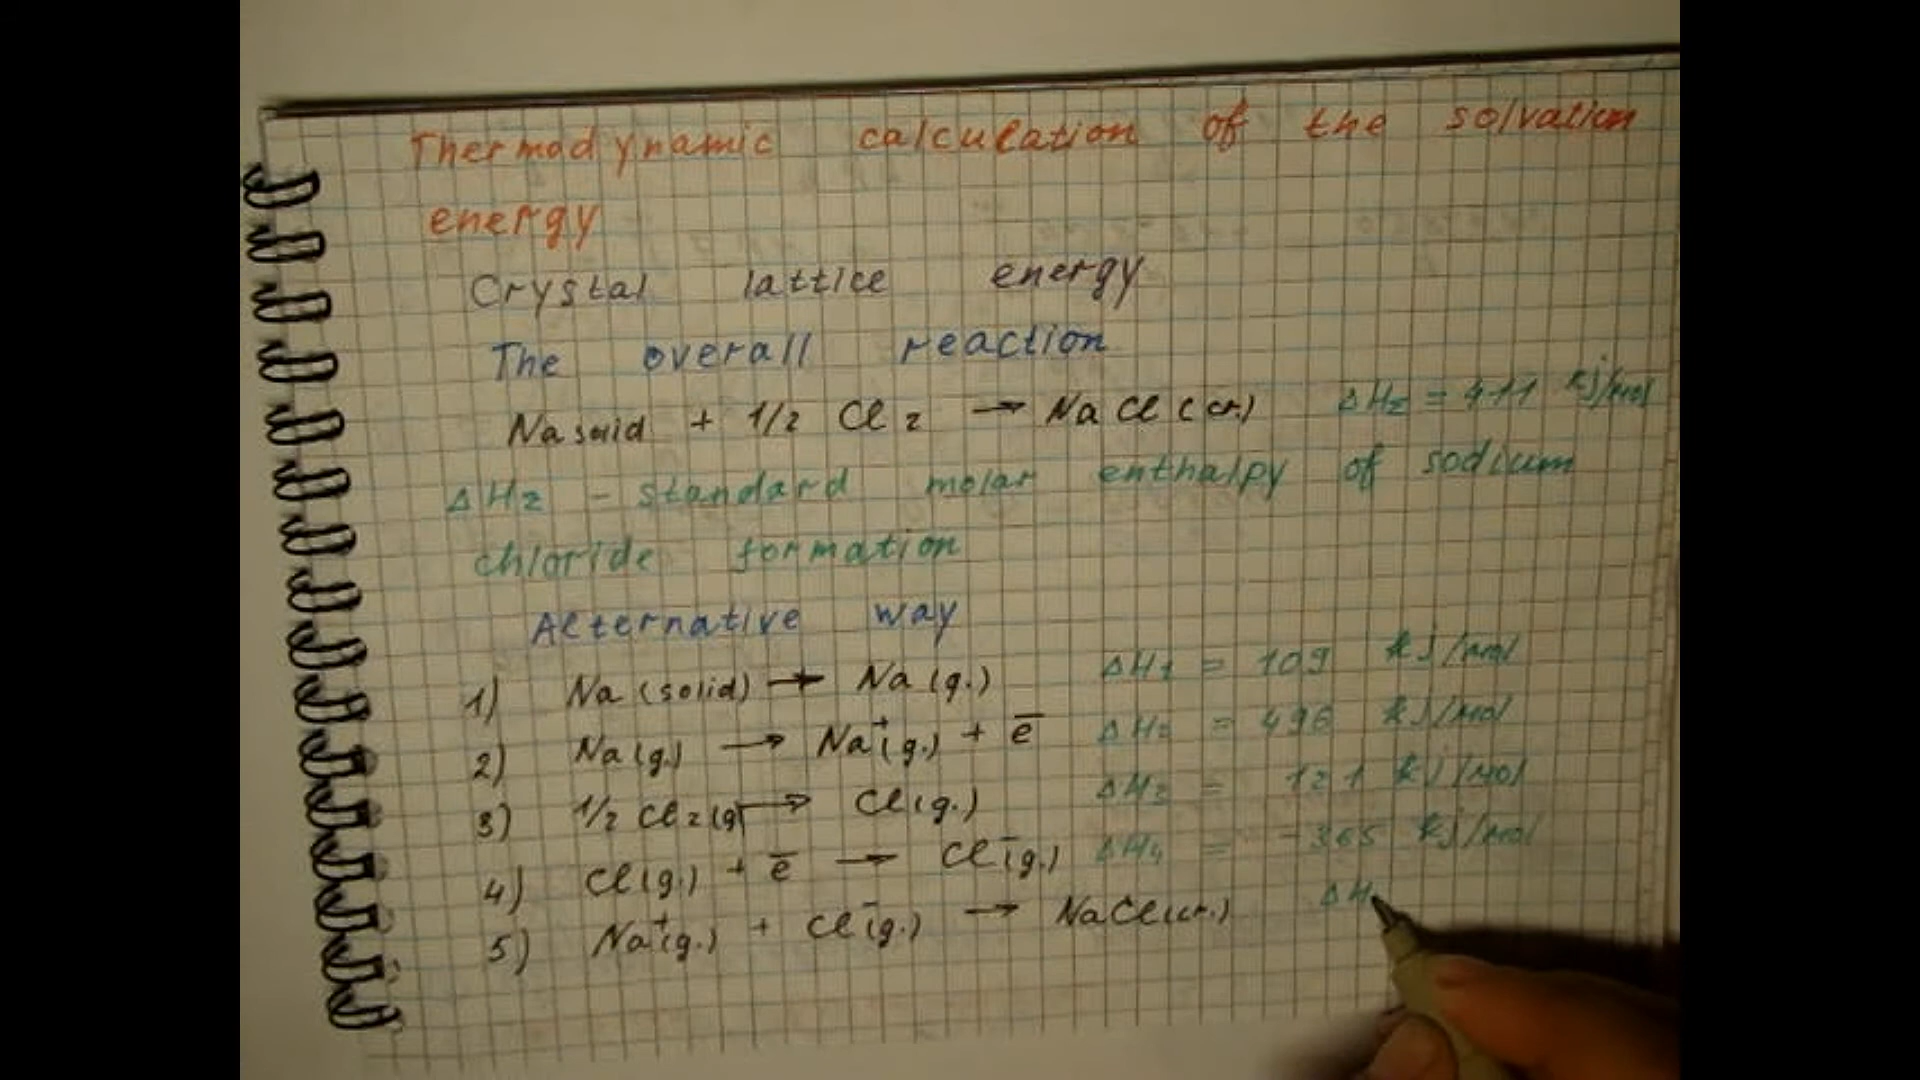 Thermodynamic calculation of the solvation
energy
Crystal lattice energy
The overall reaction
Na solid + 1/2 Cl2 → NaCl (cr.) ΔHΣ = 411 kj/mol
ΔHΣ – standard molar enthalpy of sodium
chloride formation
Alternative way
1) Na (solid) → Na (g.) ΔH1 = 109 kj/mol
2) Na (g.) → Na⁺(g.) + e̅ ΔH2 = 496 kj/mol
3) 1/2 Cl2 (g) → Cl (g.) ΔH3 = 121 kj/mol
4) Cl (g.) + e̅ → Cl⁻(g.) ΔH4 = -365 kj/mol
5) Na⁺(g.) + Cl⁻(g.) → NaCl (cr.) ΔH